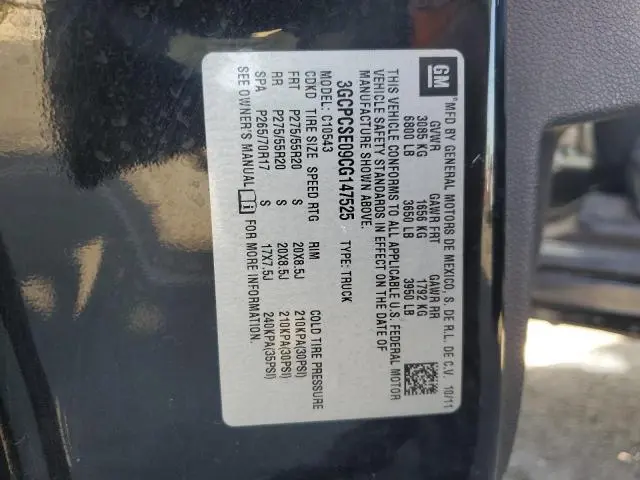 GM
MFD BY GENERAL MOTORS DE MEXICO, S. DE R.L. DE C.V. 10/11
GVWR GAWR FRT GAWR RR
3085 KG 1656 KG 1792 KG
6800 LB 3650 LB 3950 LB
THIS VEHICLE CONFORMS TO ALL APPLICABLE U.S. FEDERAL MOTOR
VEHICLE SAFETY STANDARDS IN EFFECT ON THE DATE OF
MANUFACTURE SHOWN ABOVE.
3GCPCSE09CG147525 TYPE: TRUCK
MODEL: C10543
CDKD TIRE SIZE SPEED RTG RIM COLD TIRE PRESSURE
FRT P275/55R20 S 20X8.5J 210KPA(30PSI)
RR P275/55R20 S 20X8.5J 210KPA(30PSI)
SPA P265/70R17 S 17X7.5J 240KPA(35PSI)
SEE OWNER'S MANUAL FOR MORE INFORMATION.